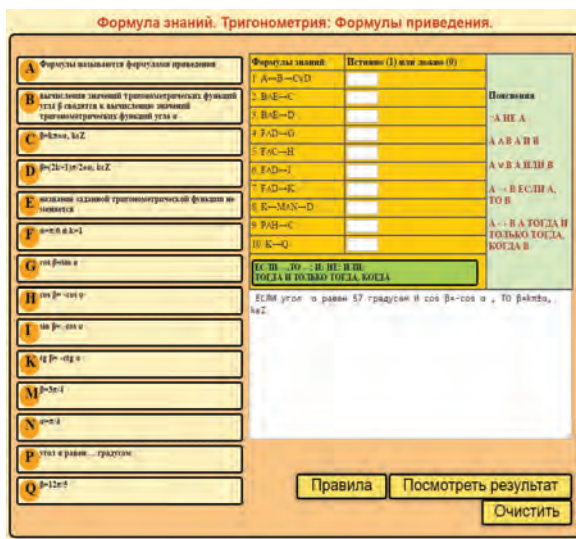 Формула знаний. Тригонометрия: Формулы приведения.
A Формулы называются формулами приведения
B вычисления значений тригонометрических функций
угла β сводятся к вычислению значений
тригонометрических функций угла α
C β=kπ±α, k∈Z
D β=(2k+1)π/2±α, k∈Z
E название заданной тригонометрической функции не
меняется
F α=π/6 и k=1
G cos β=sin α
H cos β= -cos α
I sin β= -cos α
K tg β= -ctg α
M β=3π/4
N α=π/4
P угол α равен ... градусам
Q
Формулы знаний
Истинно (1) или ложно (0)
1. A↔B→C∨D
2. B∧E→C
3. B∧E→D
4. F∧D→G
5. F∧C→H
6. F∧D→I
7. F∧D→K
8. K→M∧N→D
9. P∧H→C
10. K→Q
ЕСЛИ ...,ТО ...; И; НЕ; ИЛИ;
ТОГДА И ТОЛЬКО ТОГДА, КОГДА
Пояснения
¬A НЕ A
A ∧ B A И B
A ∨ B A ИЛИ B
A → B ЕСЛИ A,
ТО B
A ↔ B A ТОГДА И
ТОЛЬКО ТОГДА,
КОГДА B
ЕСЛИ угол α равен 57 градусам И cos β=-cos α , ТО β=kπ±α,
k∈Z
Правила
Посмотреть результат
Очистить